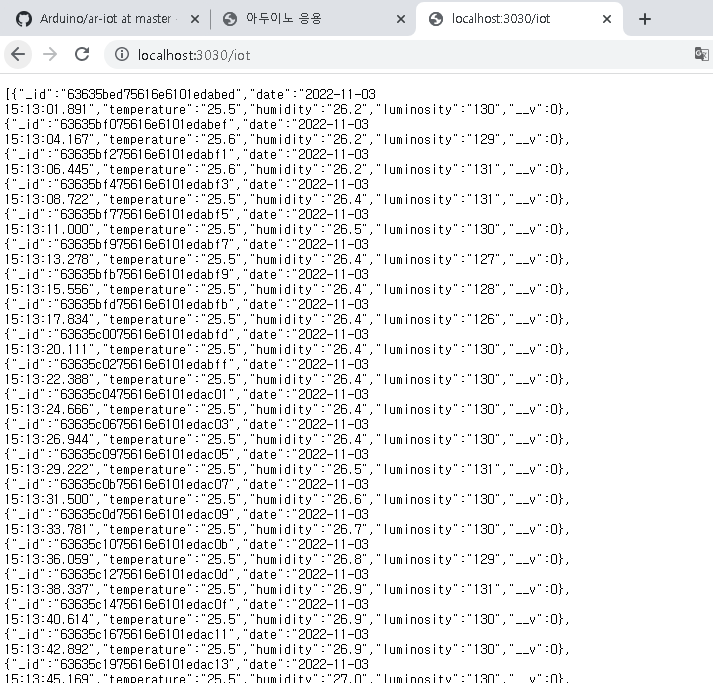 Arduino/ar-iot at master
아두이노 응용
localhost:3030/iot
localhost:3030/iot
[{"_id":"63635bed75616e6101edabed","date":"2022-11-03
15:13:01.891","temperature":"25.5","humidity":"26.2","luminosity":"130","__v":0},
{"_id":"63635bf075616e6101edabef","date":"2022-11-03
15:13:04.167","temperature":"25.6","humidity":"26.2","luminosity":"129","__v":0},
{"_id":"63635bf275616e6101edabf1","date":"2022-11-03
15:13:06.445","temperature":"25.6","humidity":"26.2","luminosity":"131","__v":0},
{"_id":"63635bf475616e6101edabf3","date":"2022-11-03
15:13:08.722","temperature":"25.5","humidity":"26.4","luminosity":"131","__v":0},
{"_id":"63635bf775616e6101edabf5","date":"2022-11-03
15:13:11.000","temperature":"25.5","humidity":"26.5","luminosity":"130","__v":0},
{"_id":"63635bf975616e6101edabf7","date":"2022-11-03
15:13:13.278","temperature":"25.5","humidity":"26.4","luminosity":"127","__v":0},
{"_id":"63635bfb75616e6101edabf9","date":"2022-11-03
15:13:15.556","temperature":"25.5","humidity":"26.4","luminosity":"128","__v":0},
{"_id":"63635bfd75616e6101edabfb","date":"2022-11-03
15:13:17.834","temperature":"25.5","humidity":"26.4","luminosity":"126","__v":0},
{"_id":"63635c0075616e6101edabfd","date":"2022-11-03
15:13:20.111","temperature":"25.5","humidity":"26.4","luminosity":"130","__v":0},
{"_id":"63635c0275616e6101edabff","date":"2022-11-03
15:13:22.388","temperature":"25.5","humidity":"26.4","luminosity":"130","__v":0},
{"_id":"63635c0475616e6101edac01","date":"2022-11-03
15:13:24.666","temperature":"25.5","humidity":"26.4","luminosity":"130","__v":0},
{"_id":"63635c0675616e6101edac03","date":"2022-11-03
15:13:26.944","temperature":"25.5","humidity":"26.4","luminosity":"130","__v":0},
{"_id":"63635c0975616e6101edac05","date":"2022-11-03
15:13:29.222","temperature":"25.5","humidity":"26.5","luminosity":"131","__v":0},
{"_id":"63635c0b75616e6101edac07","date":"2022-11-03
15:13:31.500","temperature":"25.5","humidity":"26.6","luminosity":"130","__v":0},
{"_id":"63635c0d75616e6101edac09","date":"2022-11-03
15:13:33.781","temperature":"25.5","humidity":"26.7","luminosity":"130","__v":0},
{"_id":"63635c1075616e6101edac0b","date":"2022-11-03
15:13:36.059","temperature":"25.5","humidity":"26.8","luminosity":"129","__v":0},
{"_id":"63635c1275616e6101edac0d","date":"2022-11-03
15:13:38.337","temperature":"25.5","humidity":"26.9","luminosity":"131","__v":0},
{"_id":"63635c1475616e6101edac0f","date":"2022-11-03
15:13:40.614","temperature":"25.5","humidity":"26.9","luminosity":"130","__v":0},
{"_id":"63635c1675616e6101edac11","date":"2022-11-03
15:13:42.892","temperature":"25.5","humidity":"26.9","luminosity":"130","__v":0},
{"_id":"63635c1975616e6101edac13","date":"2022-11-03
15:13:45.169","temperature":"25.5","humidity":"27.0","luminosity":"130","__v":0},